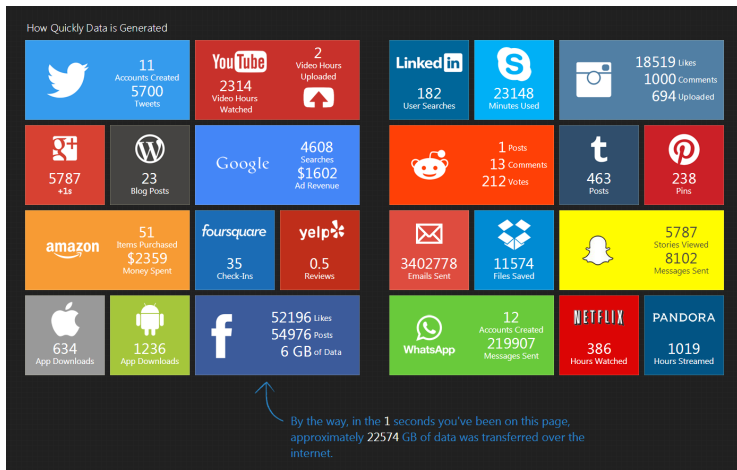 How Quickly Data is Generated
11
Accounts Created
5700
Tweets
YouTube
2314
Video Hours
Watched
2
Video Hours
Uploaded
LinkedIn
182
User Searches
S
23148
Minutes Used
18519 Likes
1000 Comments
694 Uploaded
g+
5787
+1s
W
23
Blog Posts
Google
4608
Searches
$1602
Ad Revenue
1 Posts
13 Comments
212 Votes
t
463
Posts
P
238
Pins
amazon
51
Items Purchased
$2359
Money Spent
foursquare
35
Check-Ins
yelp
0.5
Reviews
3402778
Emails Sent
11574
Files Saved
5787
Stories Viewed
8102
Messages Sent
634
App Downloads
1236
App Downloads
f
52196 Likes
54976 Posts
6 GB of Data
WhatsApp
12
Accounts Created
219907
Messages Sent
NETFLIX
386
Hours Watched
PANDORA
1019
Hours Streamed
By the way, in the 1 seconds you've been on this page,
approximately 22574 GB of data was transferred over the
internet.